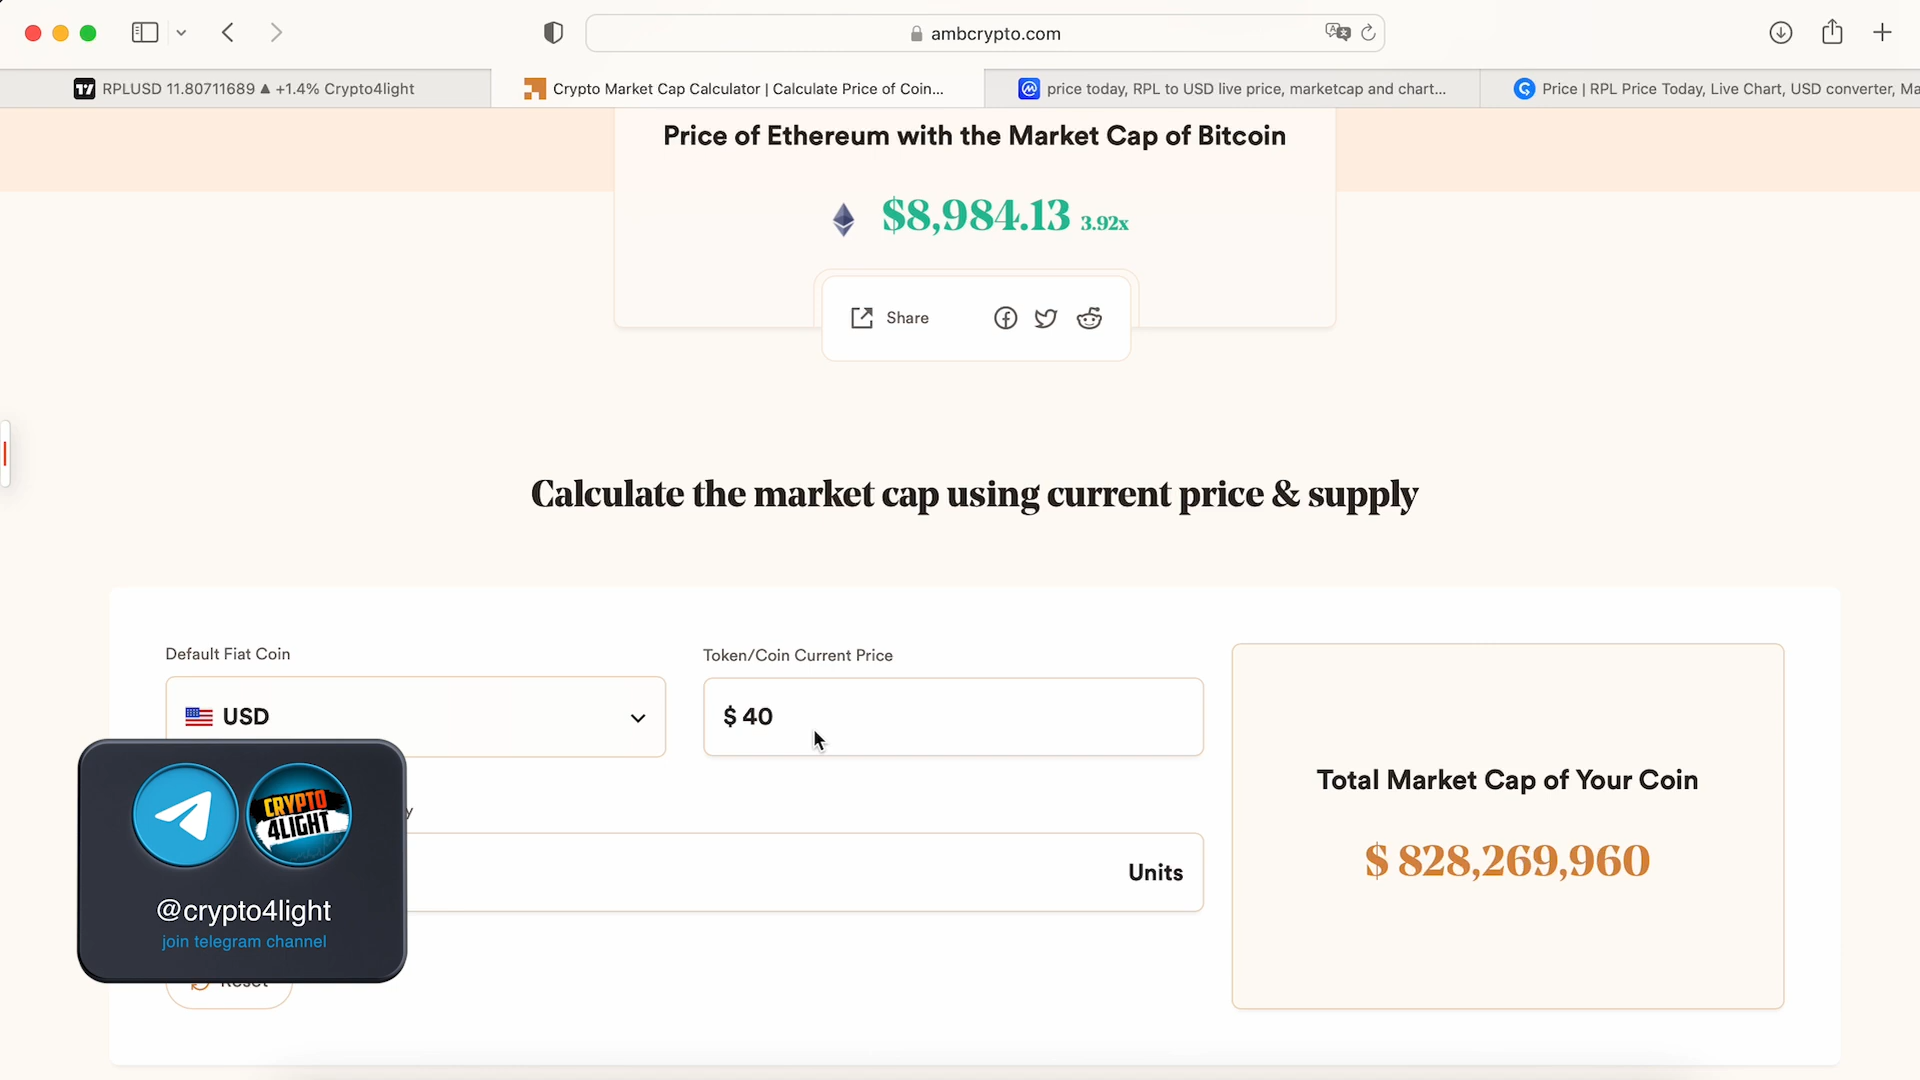 ambcrypto.com
RPLUSD 11.80711689 ▲ +1.4% Crypto4light
Crypto Market Cap Calculator | Calculate Price of Coin...
price today, RPL to USD live price, marketcap and chart...
Price | RPL Price Today, Live Chart, USD converter, Ma
Price of Ethereum with the Market Cap of Bitcoin
$8,984.13 3.92x
Share
Calculate the market cap using current price & supply
Default Fiat Coin
Token/Coin Current Price
USD
$ 40
Total Market Cap of Your Coin
$ 828,269,960
Units
CRYPTO
4LIGHT
@crypto4light
join telegram channel
Reset